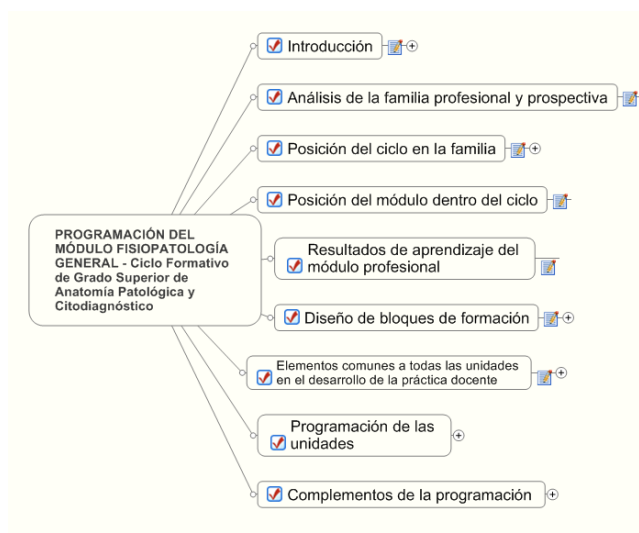 Introducción
Análisis de la familia profesional y prospectiva
Posición del ciclo en la familia
Posición del módulo dentro del ciclo
PROGRAMACIÓN DEL
MÓDULO FISIOPATOLOGÍA
GENERAL - Ciclo Formativo
de Grado Superior de
Anatomía Patológica y
Citodiagnóstico
Resultados de aprendizaje del
módulo profesional
Diseño de bloques de formación
Elementos comunes a todas las unidades
en el desarrollo de la práctica docente
Programación de las
unidades
Complementos de la programación